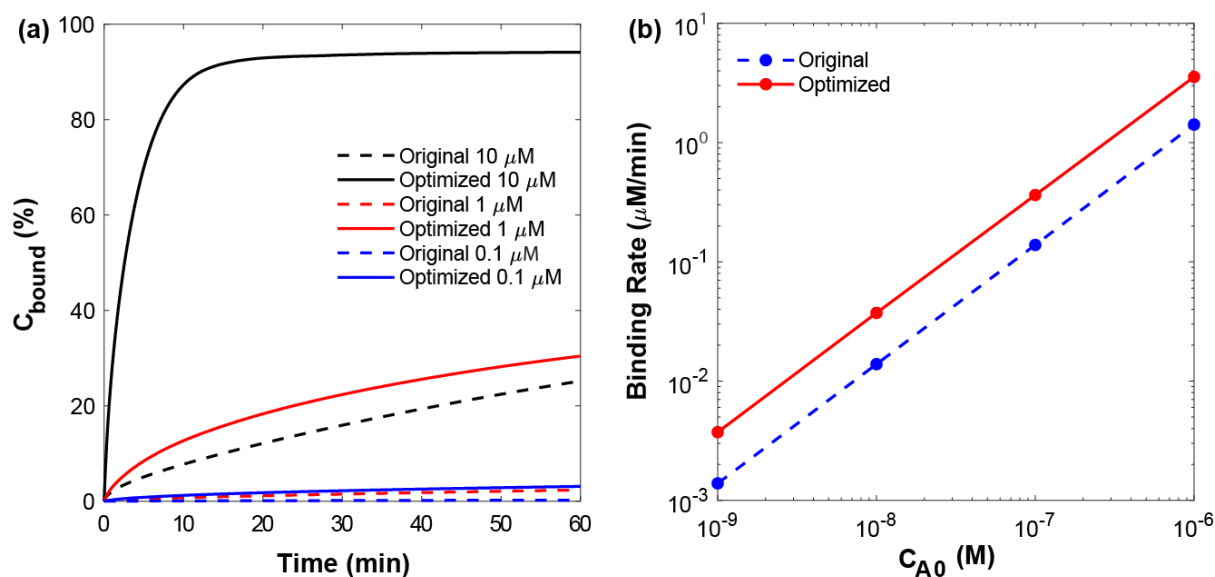 (a)
100
80
60
40
20
0
C_bound (%)
Original 10 μM
Optimized 10 μM
Original 1 μM
Optimized 1 μM
Original 0.1 μM
Optimized 0.1 μM
0 10 20 30 40 50 60
Time (min)
(b)
10^1
10^0
10^-1
10^-2
10^-3
Binding Rate (μM/min)
Original
Optimized
10^-9 10^-8 10^-7 10^-6
C_A0 (M)